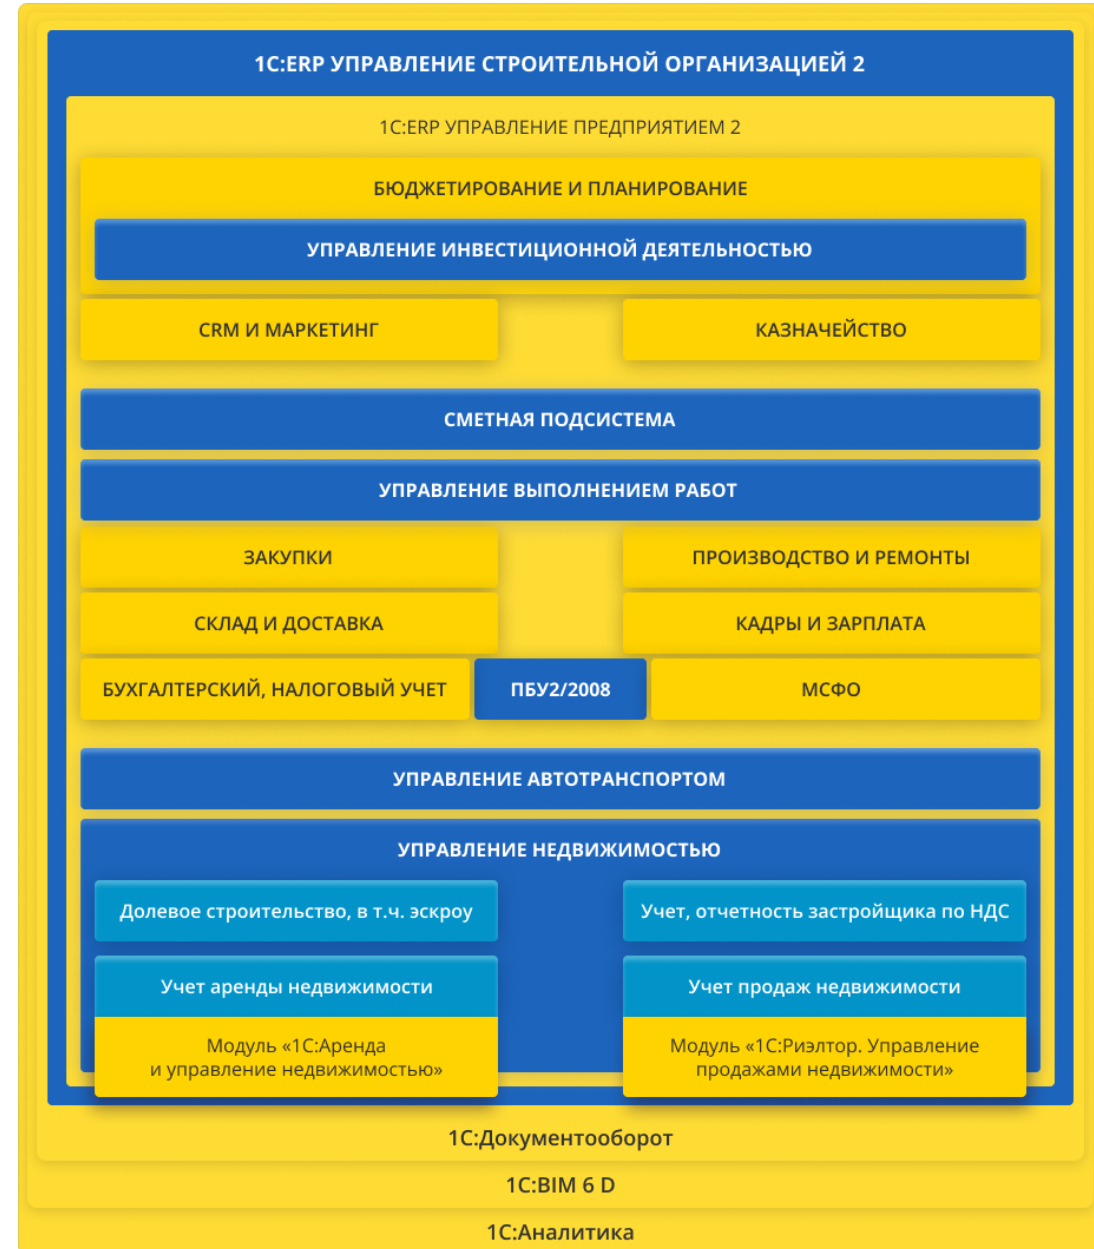 1С:ERP УПРАВЛЕНИЕ СТРОИТЕЛЬНОЙ ОРГАНИЗАЦИЕЙ 2
1С:ERP УПРАВЛЕНИЕ ПРЕДПРИЯТИЕМ 2
БЮДЖЕТИРОВАНИЕ И ПЛАНИРОВАНИЕ
УПРАВЛЕНИЕ ИНВЕСТИЦИОННОЙ ДЕЯТЕЛЬНОСТЬЮ
CRM И МАРКЕТИНГ
КАЗНАЧЕЙСТВО
СМЕТНАЯ ПОДСИСТЕМА
УПРАВЛЕНИЕ ВЫПОЛНЕНИЕМ РАБОТ
ЗАКУПКИ
ПРОИЗВОДСТВО И РЕМОНТЫ
СКЛАД И ДОСТАВКА
КАДРЫ И ЗАРПЛАТА
БУХГАЛТЕРСКИЙ, НАЛОГОВЫЙ УЧЕТ
ПБУ2/2008
МСФО
УПРАВЛЕНИЕ АВТОТРАНСПОРТОМ
УПРАВЛЕНИЕ НЕДВИЖИМОСТЬЮ
Долевое строительство, в т.ч. эскроу
Учет, отчетность застройщика по НДС
Учет аренды недвижимости
Учет продаж недвижимости
Модуль «1С:Аренда
и управление недвижимостью»
Модуль «1С:Риэлтор. Управление
продажами недвижимости»
1С:Документооборот
1С:BIM 6 D
1С:Аналитика